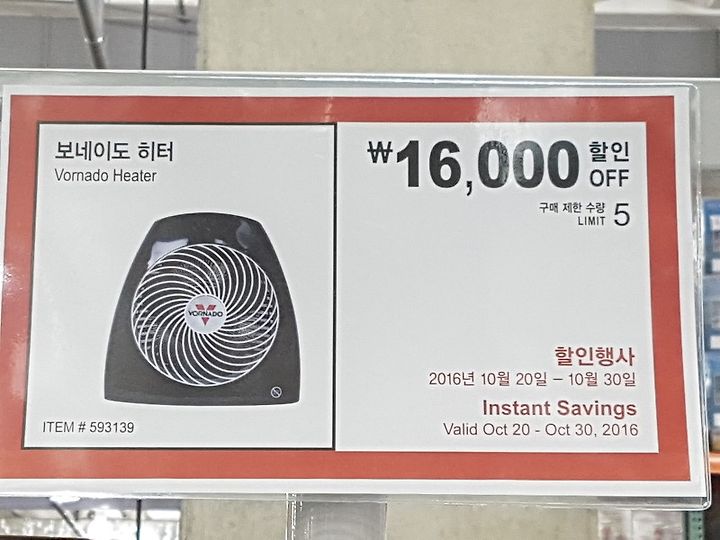 보네이도 히터
Vornado Heater
VORNADO
ITEM # 593139
₩16,000 할인
OFF
구매 제한 수량
LIMIT 5
할인행사
2016년 10월 20일 – 10월 30일
Instant Savings
Valid Oct 20 - Oct 30, 2016